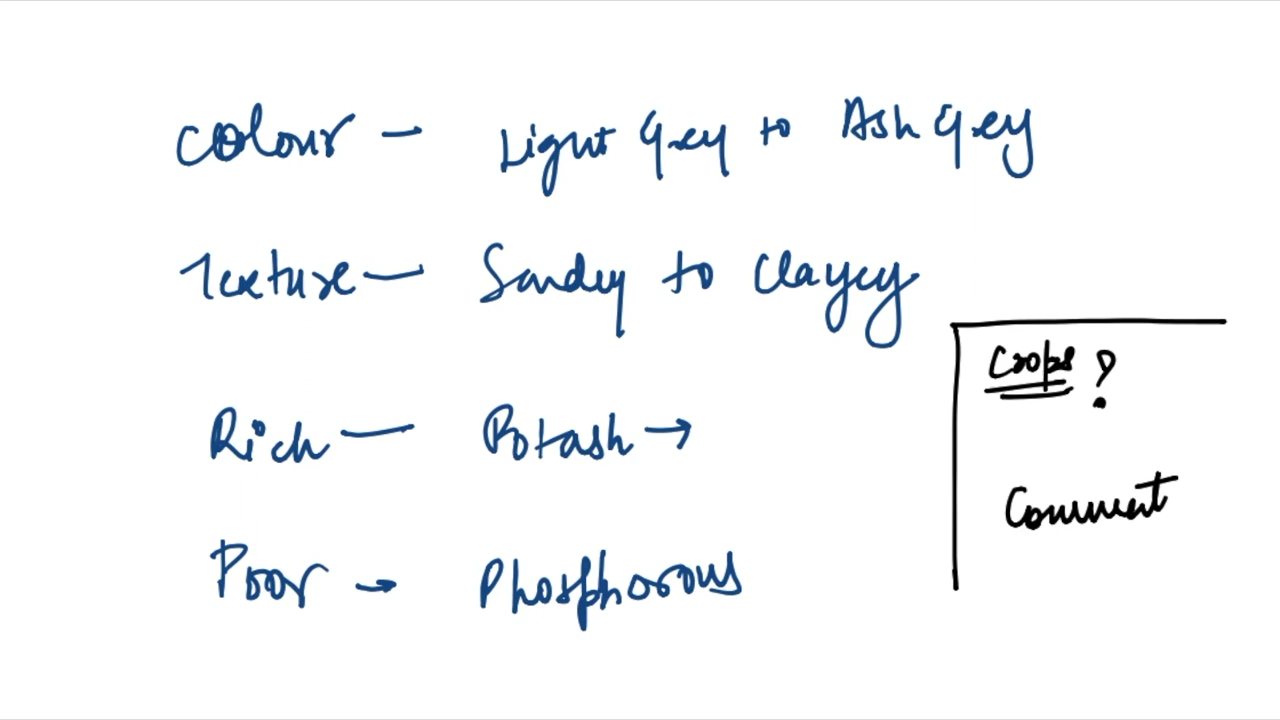 Colour — Light Grey to Ash Grey
Texture — Sandy to Clayey
Rich — Potash →
Poor → Phosphorous
Crops ?
Comment